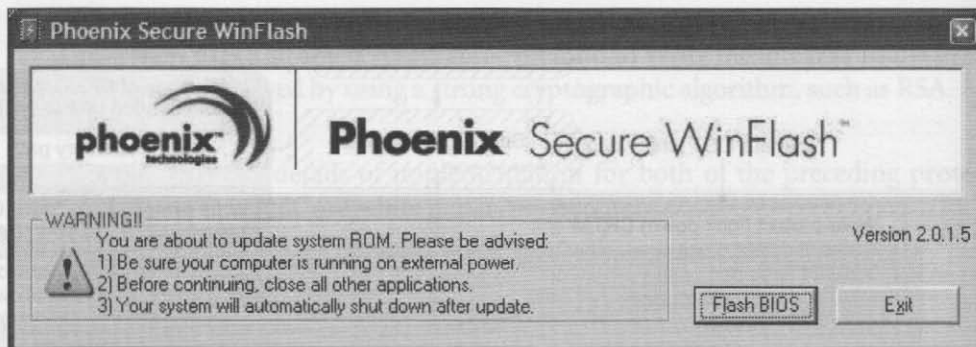 Phoenix Secure WinFlash
phoenix™
technologies
Phoenix Secure WinFlash™
WARNING!!
You are about to update system ROM. Please be advised:
1) Be sure your computer is running on external power.
2) Before continuing, close all other applications.
3) Your system will automatically shut down after update.
Version 2.0.1.5
Flash BIOS
Exit